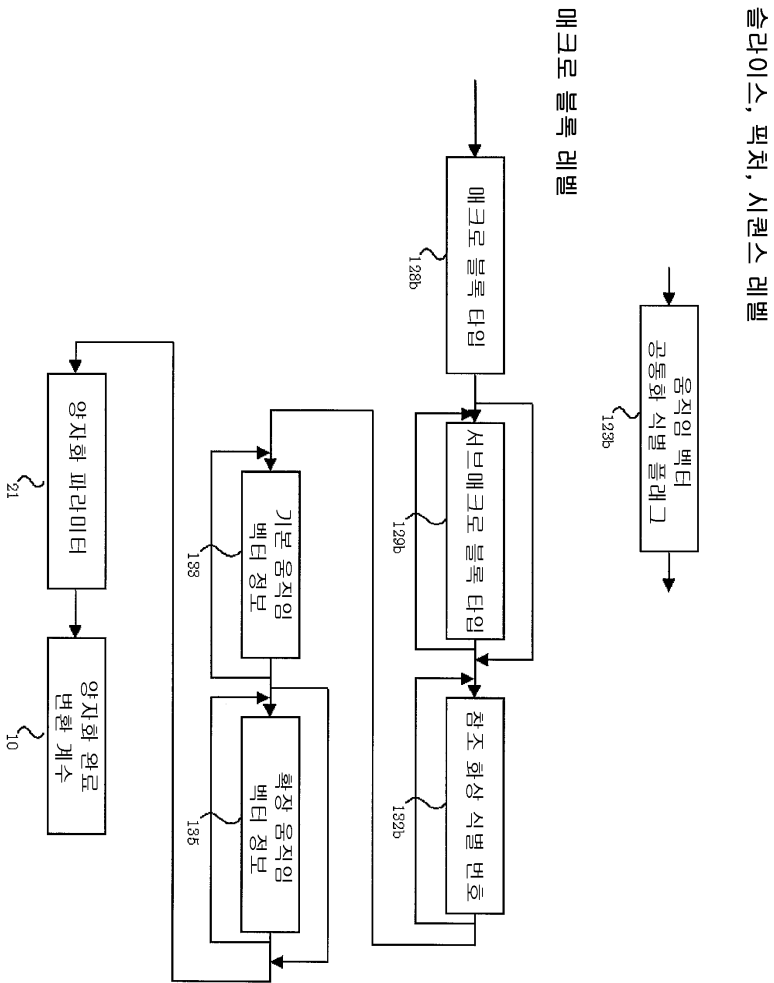 슬라이스, 픽처, 시퀀스 레벨
움직임 벡터
공통화 식별 플래그
123b
매크로 블록 레벨
매크로 블록 타입
128b
서브매크로 블록 타입
129b
참조 화상 식별 번호
132b
기본 움직임
벡터 정보
133
확장 움직임
벡터 정보
135
양자화 파라미터
21
양자화 완료
변환 계수
10